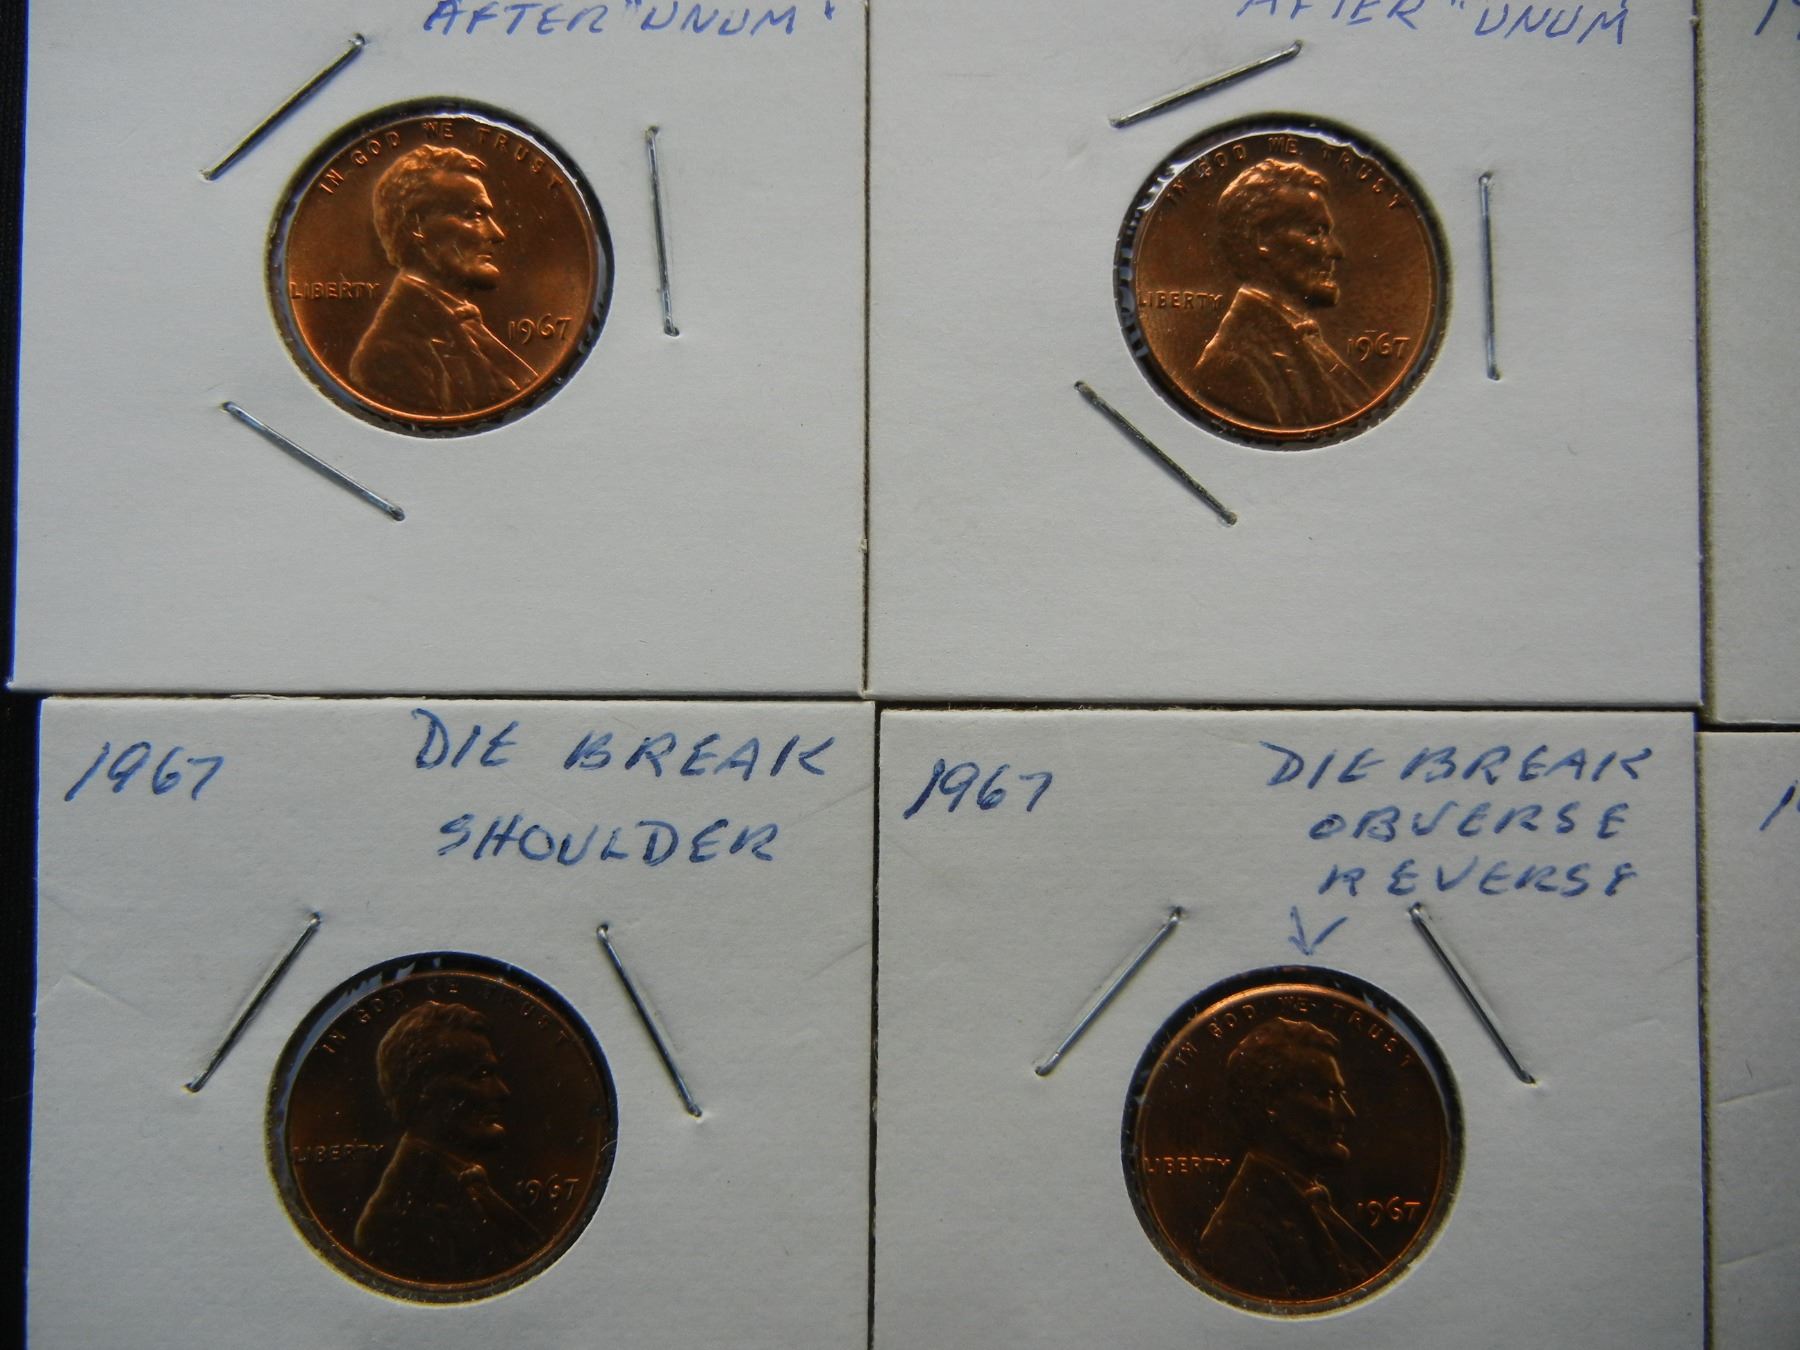 AFTER "UNUM"
IN GOD WE TRUST
LIBERTY
1967
AFTER "UNUM
IN GOD WE TRUST
LIBERTY
1967
1967
DIE BREAK
SHOULDER
IN GOD WE TRUST
LIBERTY
1967
1967
DIE BREAK
OBVERSE
REVERSE
IN GOD WE TRUST
LIBERTY
1967